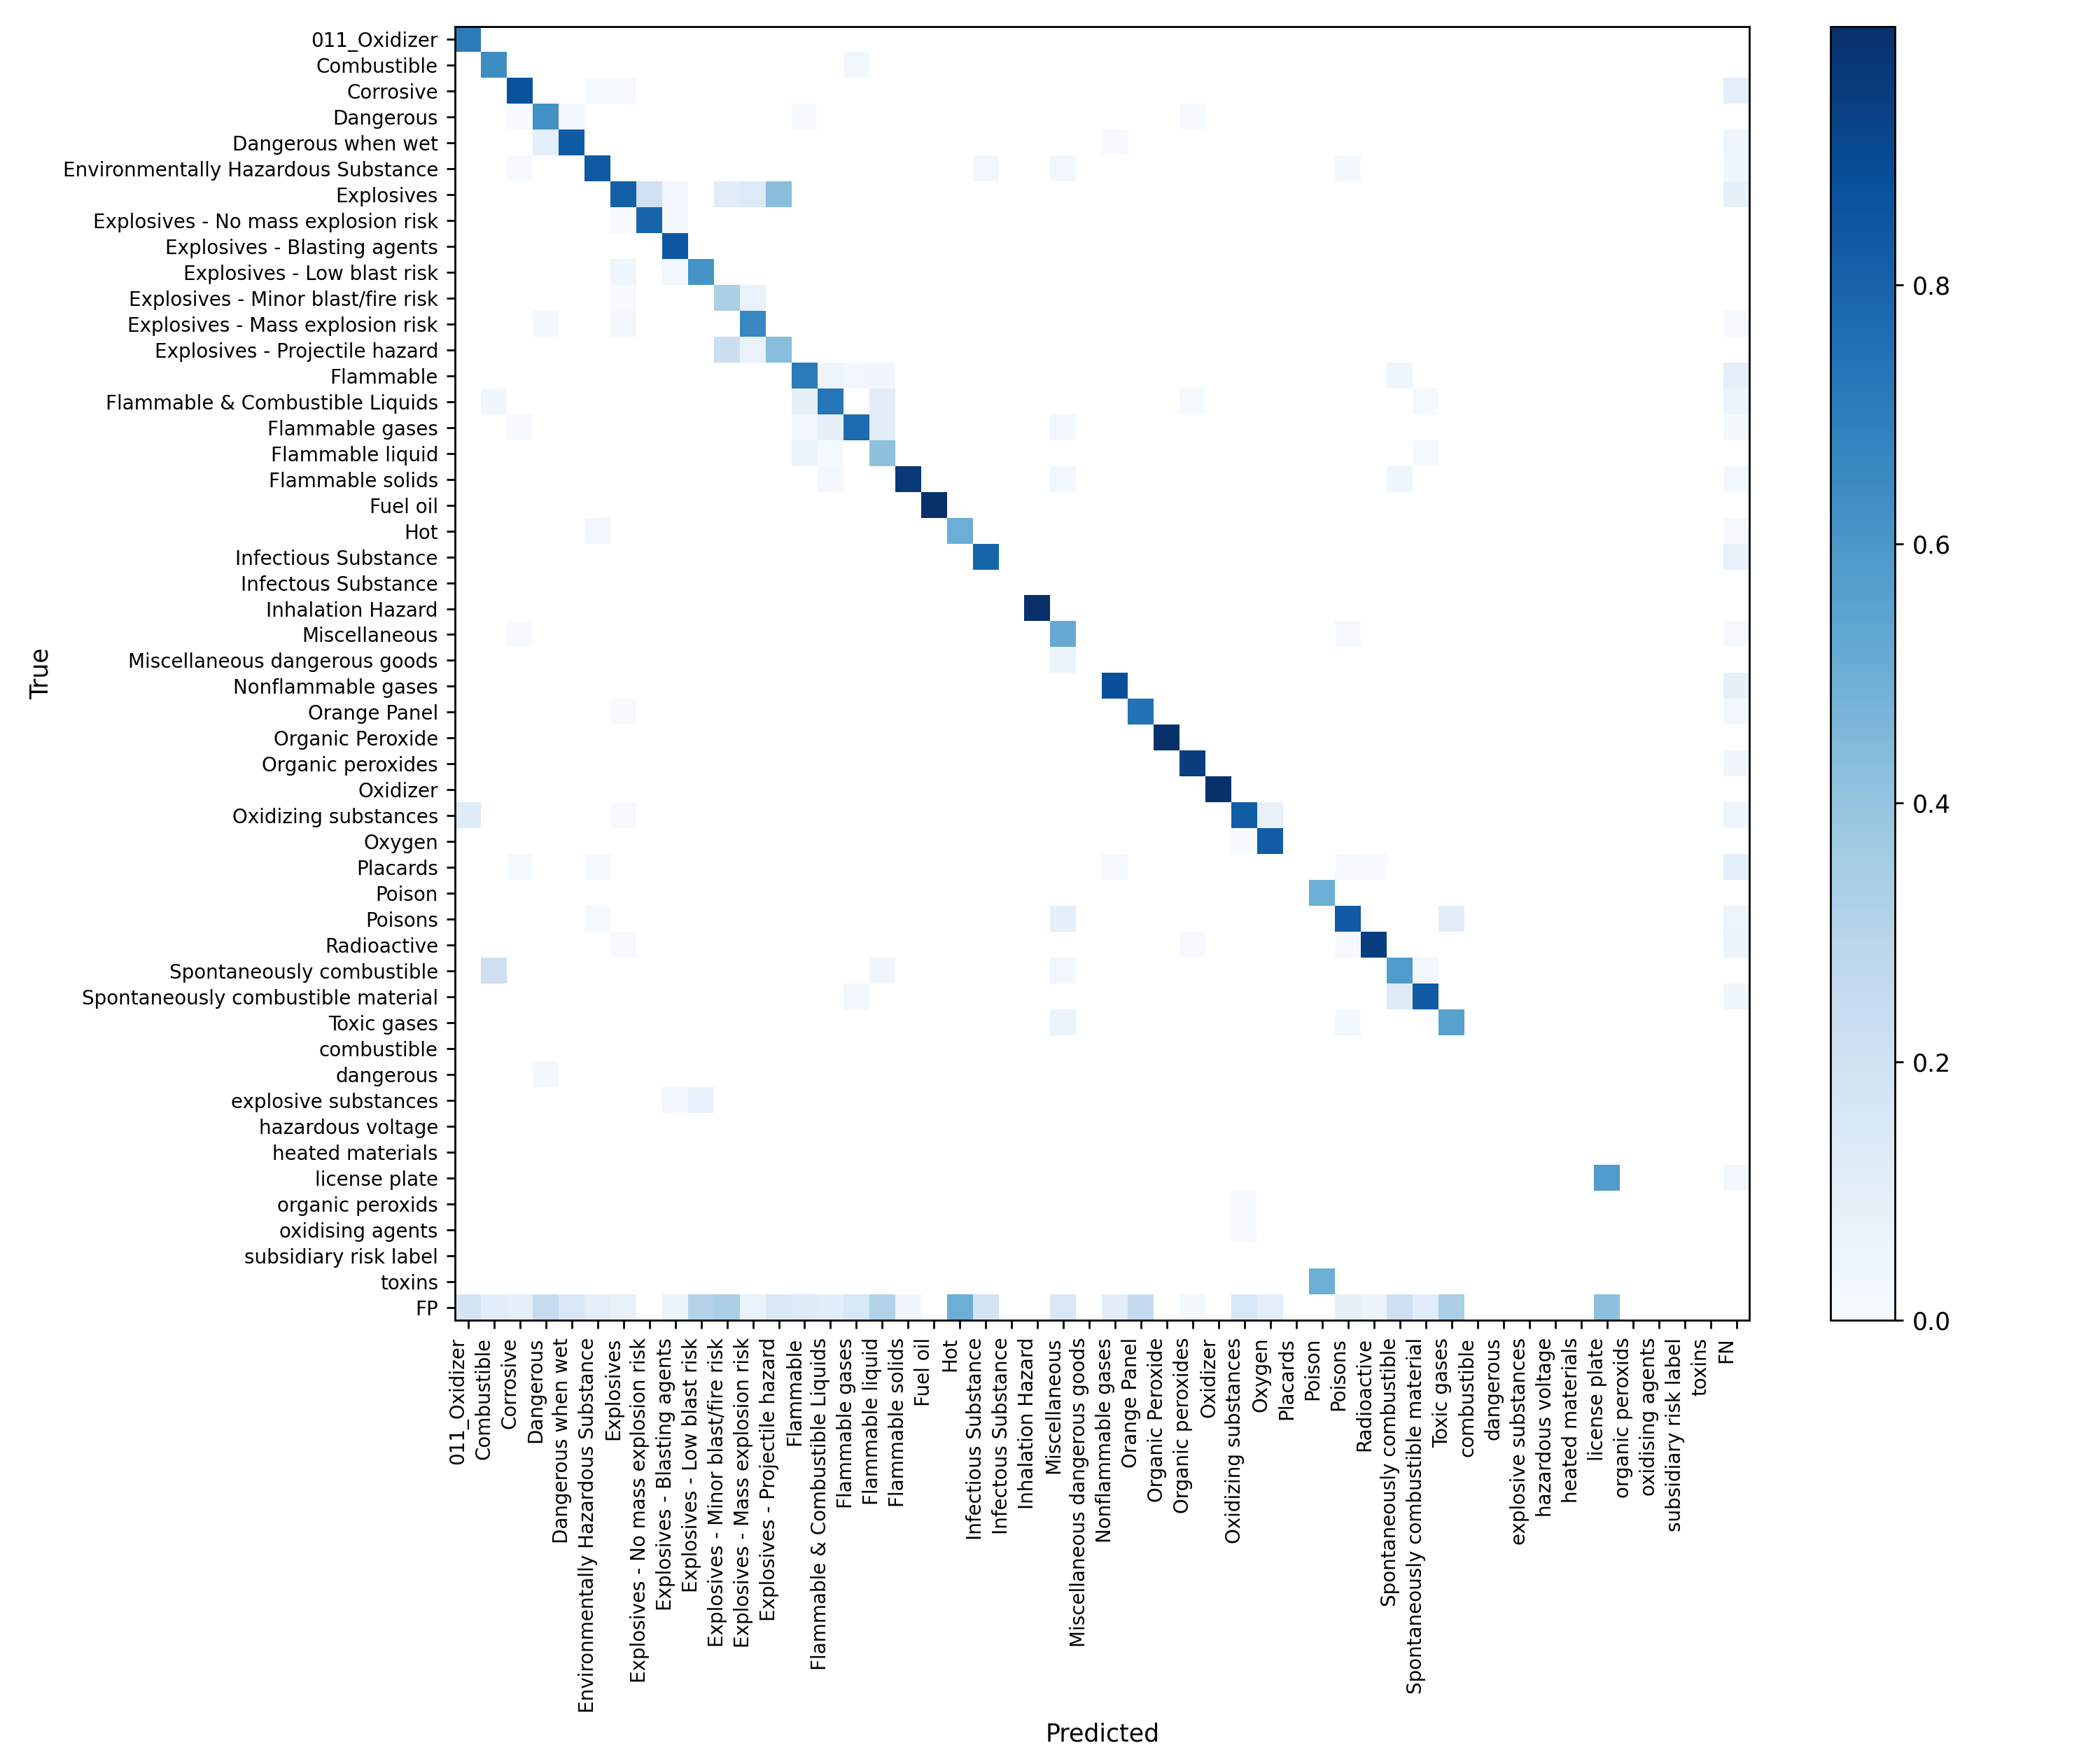 True
011_Oxidizer
Combustible
Corrosive
Dangerous
Dangerous when wet
Environmentally Hazardous Substance
Explosives
Explosives - No mass explosion risk
Explosives - Blasting agents
Explosives - Low blast risk
Explosives - Minor blast/fire risk
Explosives - Mass explosion risk
Explosives - Projectile hazard
Flammable
Flammable & Combustible Liquids
Flammable gases
Flammable liquid
Flammable solids
Fuel oil
Hot
Infectious Substance
Infectous Substance
Inhalation Hazard
Miscellaneous
Miscellaneous dangerous goods
Nonflammable gases
Orange Panel
Organic Peroxide
Organic peroxides
Oxidizer
Oxidizing substances
Oxygen
Placards
Poison
Poisons
Radioactive
Spontaneously combustible
Spontaneously combustible material
Toxic gases
combustible
dangerous
explosive substances
hazardous voltage
heated materials
license plate
organic peroxids
oxidising agents
subsidiary risk label
toxins
FP
011_Oxidizer
Combustible
Corrosive
Dangerous
Dangerous when wet
Environmentally Hazardous Substance
Explosives
Explosives - No mass explosion risk
Explosives - Blasting agents
Explosives - Low blast risk
Explosives - Minor blast/fire risk
Explosives - Mass explosion risk
Explosives - Projectile hazard
Flammable
Flammable & Combustible Liquids
Flammable gases
Flammable liquid
Flammable solids
Fuel oil
Hot
Infectious Substance
Infectous Substance
Inhalation Hazard
Miscellaneous
Miscellaneous dangerous goods
Nonflammable gases
Orange Panel
Organic Peroxide
Organic peroxides
Oxidizer
Oxidizing substances
Oxygen
Placards
Poison
Poisons
Radioactive
Spontaneously combustible
Spontaneously combustible material
Toxic gases
combustible
dangerous
explosive substances
hazardous voltage
heated materials
license plate
organic peroxids
oxidising agents
subsidiary risk label
toxins
FN
Predicted
0.8
0.6
0.4
0.2
0.0